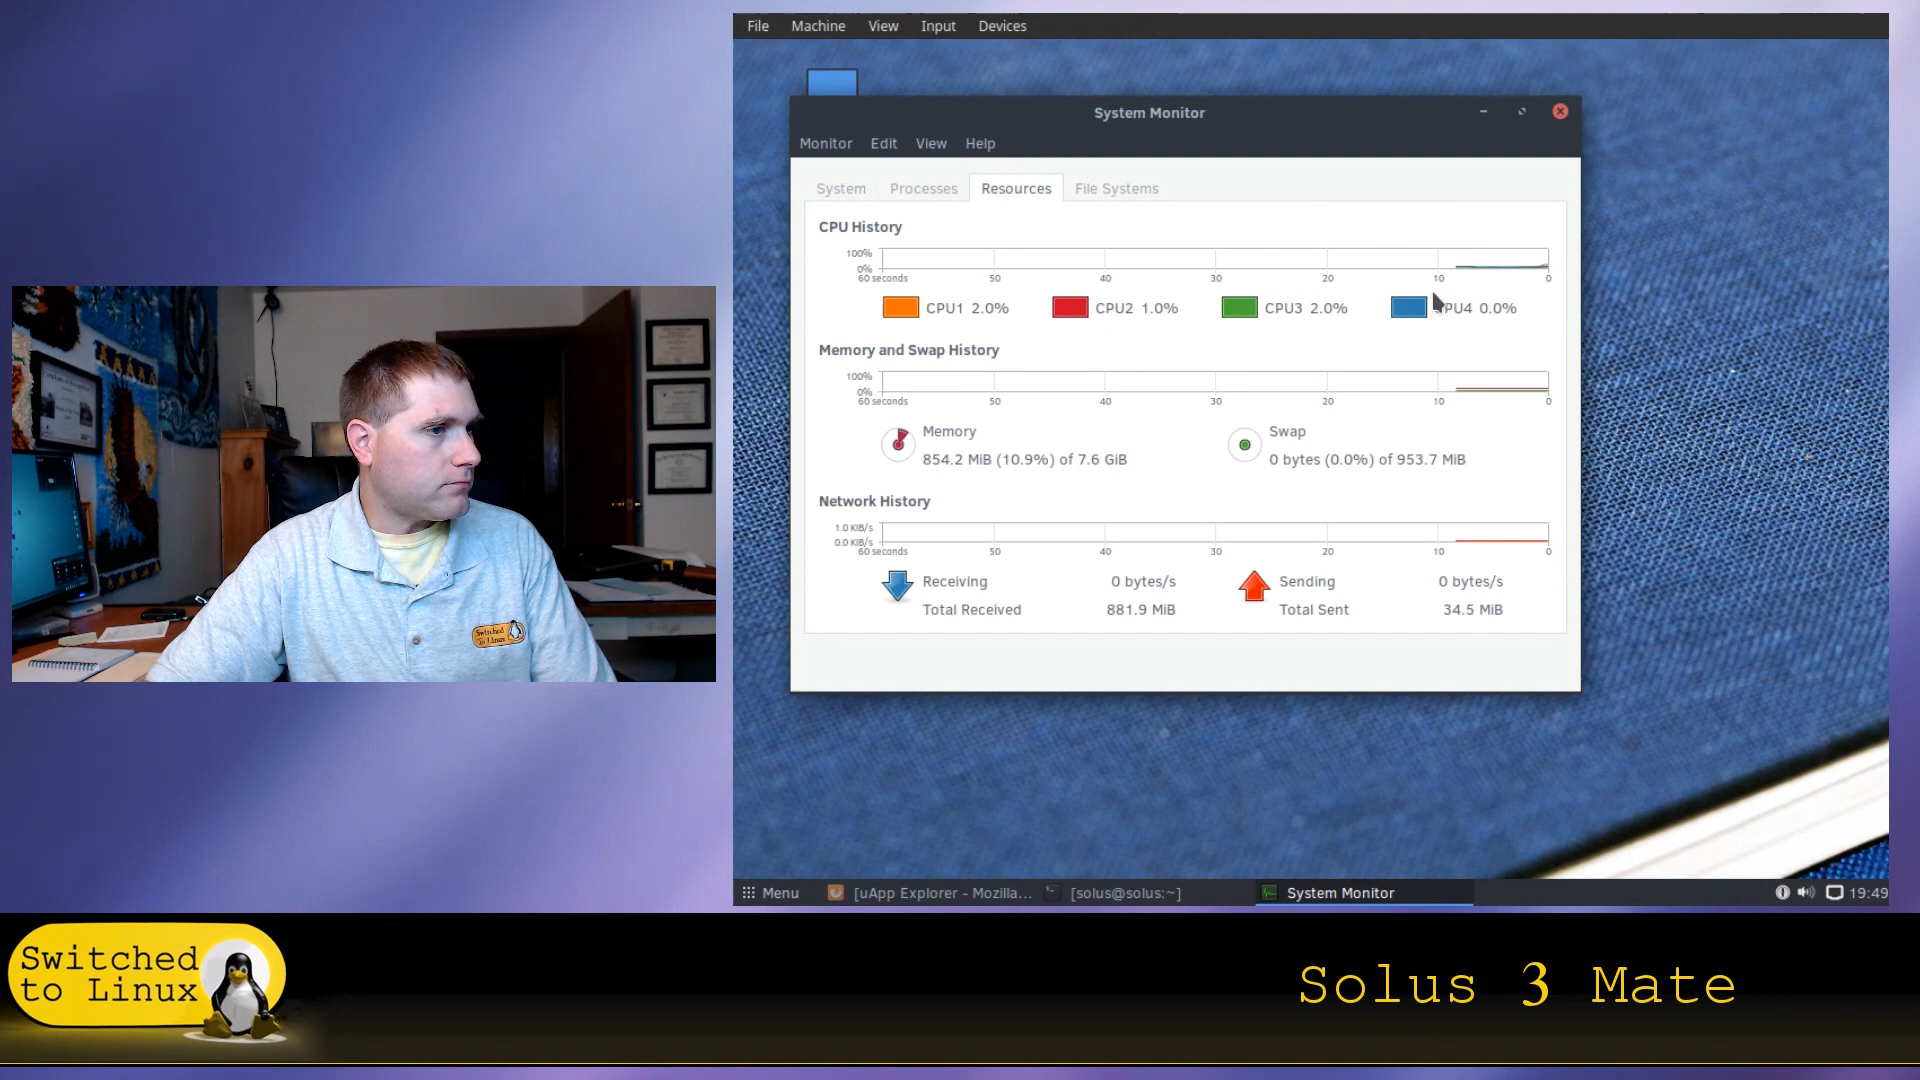 File Machine View Input Devices
System Monitor
Monitor Edit View Help
System Processes Resources File Systems
CPU History
100%
0%
60 seconds 50 40 30 20 10 0
CPU1 2.0% CPU2 1.0% CPU3 2.0% PU4 0.0%
Memory and Swap History
100%
0%
60 seconds 50 40 30 20 10 0
Memory
854.2 MiB (10.9%) of 7.6 GiB
Swap
0 bytes (0.0%) of 953.7 MiB
Network History
1.0 KiB/s
0.0 KiB/s
60 seconds 50 40 30 20 10 0
Receiving 0 bytes/s
Total Received 881.9 MiB
Sending 0 bytes/s
Total Sent 34.5 MiB
Menu [uApp Explorer - Mozilla... [solus@solus:~] System Monitor 19:49
Switched
To Linux
Switched
to Linux
Solus 3 Mate